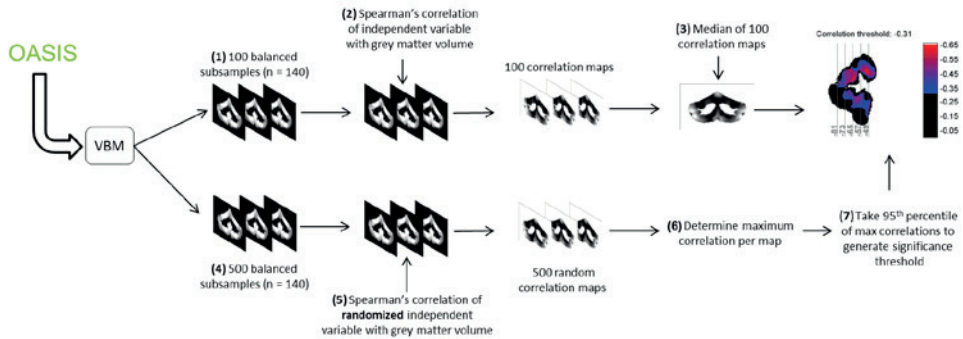 OASIS
VBM
(1) 100 balanced
subsamples (n = 140)
(2) Spearman's correlation
of independent variable
with grey matter volume
100 correlation maps
(3) Median of 100
correlation maps
Correlation threshold: -0.31
-0.65
-0.55
-0.45
-0.35
-0.25
-0.15
-0.05
(4) 500 balanced
subsamples (n = 140)
(5) Spearman's correlation of
randomized independent
variable with grey matter volume
500 random
correlation maps
(6) Determine maximum
correlation per map
(7) Take 95th percentile
of max correlations to
generate significance
threshold